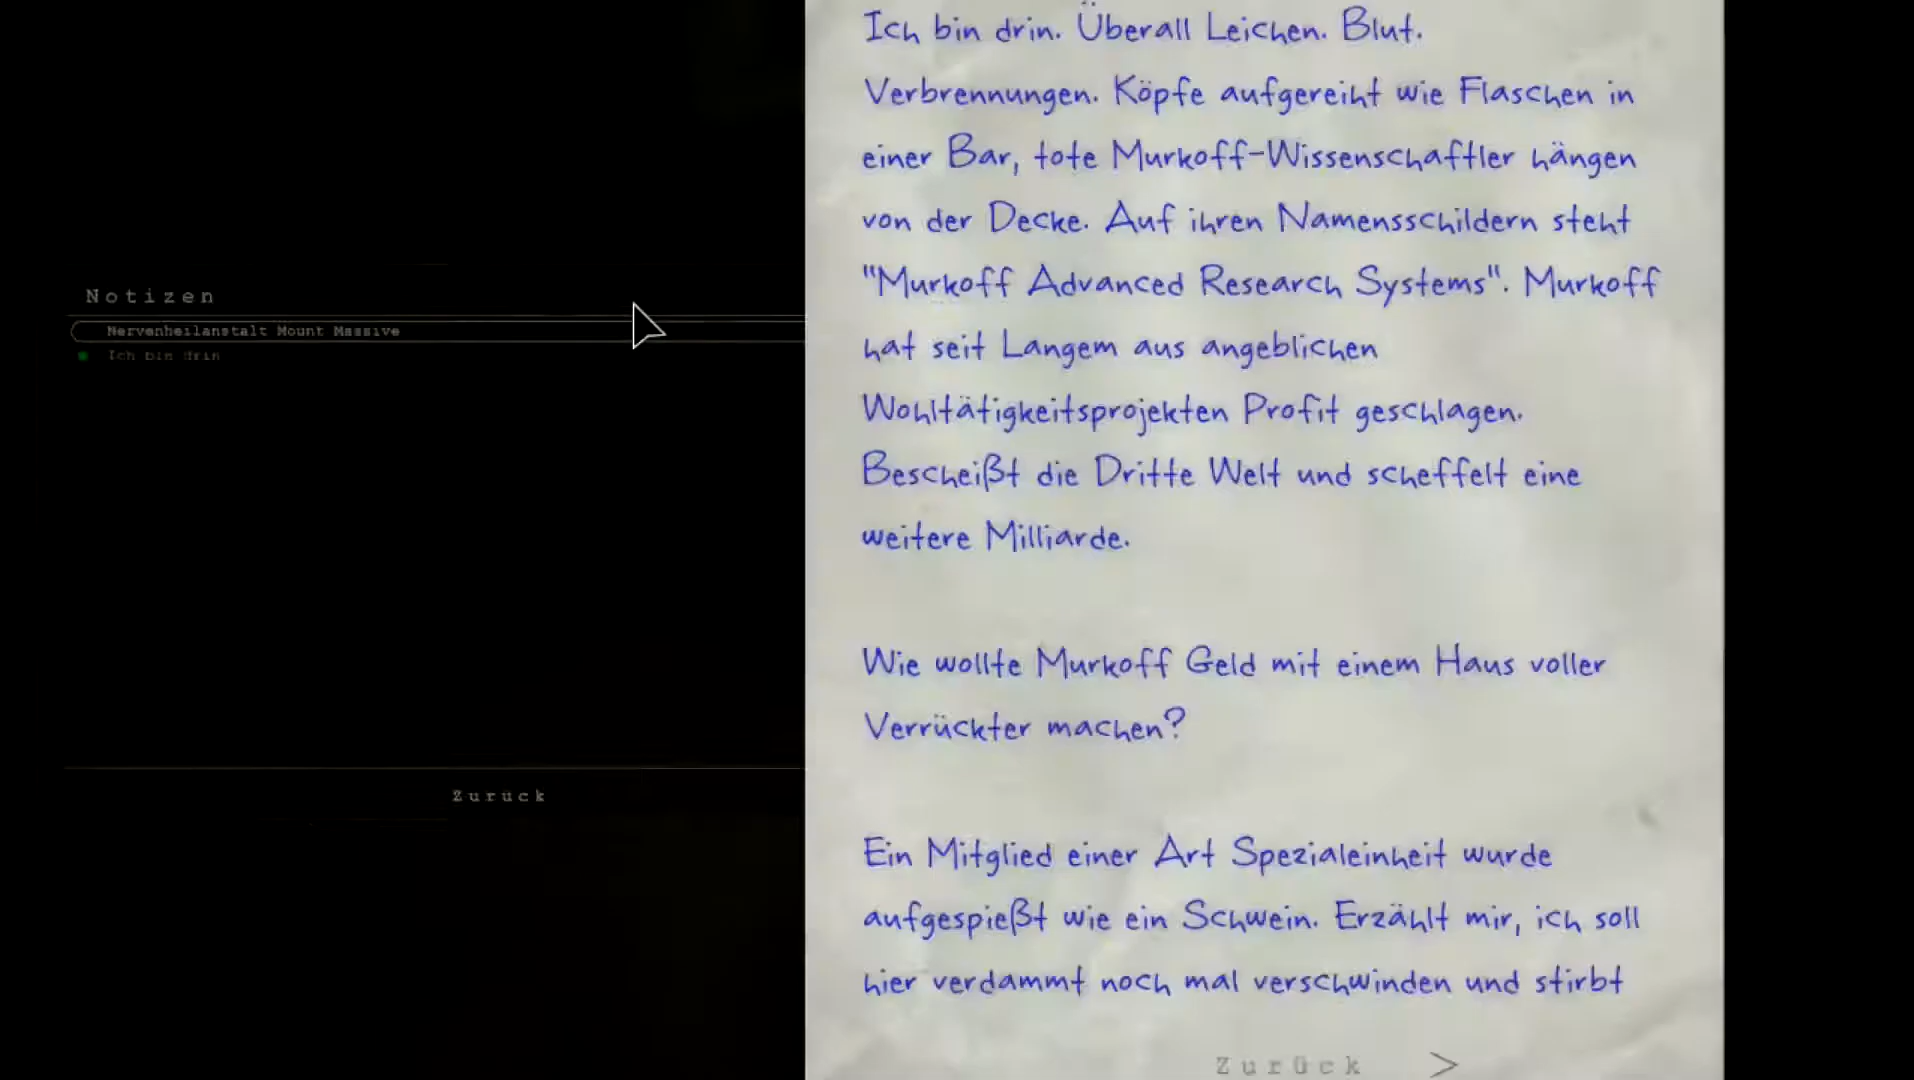 Notizen
Nervenheilanstalt Mount Massive
Ich bin drin
Zurück
Ich bin drin. Überall Leichen. Blut.
Verbrennungen. Köpfe aufgereiht wie Flaschen in
einer Bar, tote Murkoff-Wissenschaftler hängen
von der Decke. Auf ihren Namensschildern steht
"Murkoff Advanced Research Systems". Murkoff
hat seit Langem aus angeblichen
Wohltätigkeitsprojekten Profit geschlagen.
Bescheißt die Dritte Welt und scheffelt eine
weitere Milliarde.
Wie wollte Murkoff Geld mit einem Haus voller
Verrückter machen?
Ein Mitglied einer Art Spezialeinheit wurde
aufgespießt wie ein Schwein. Erzählt mir, ich soll
hier verdammt noch mal verschwinden und stirbt
Zurück >